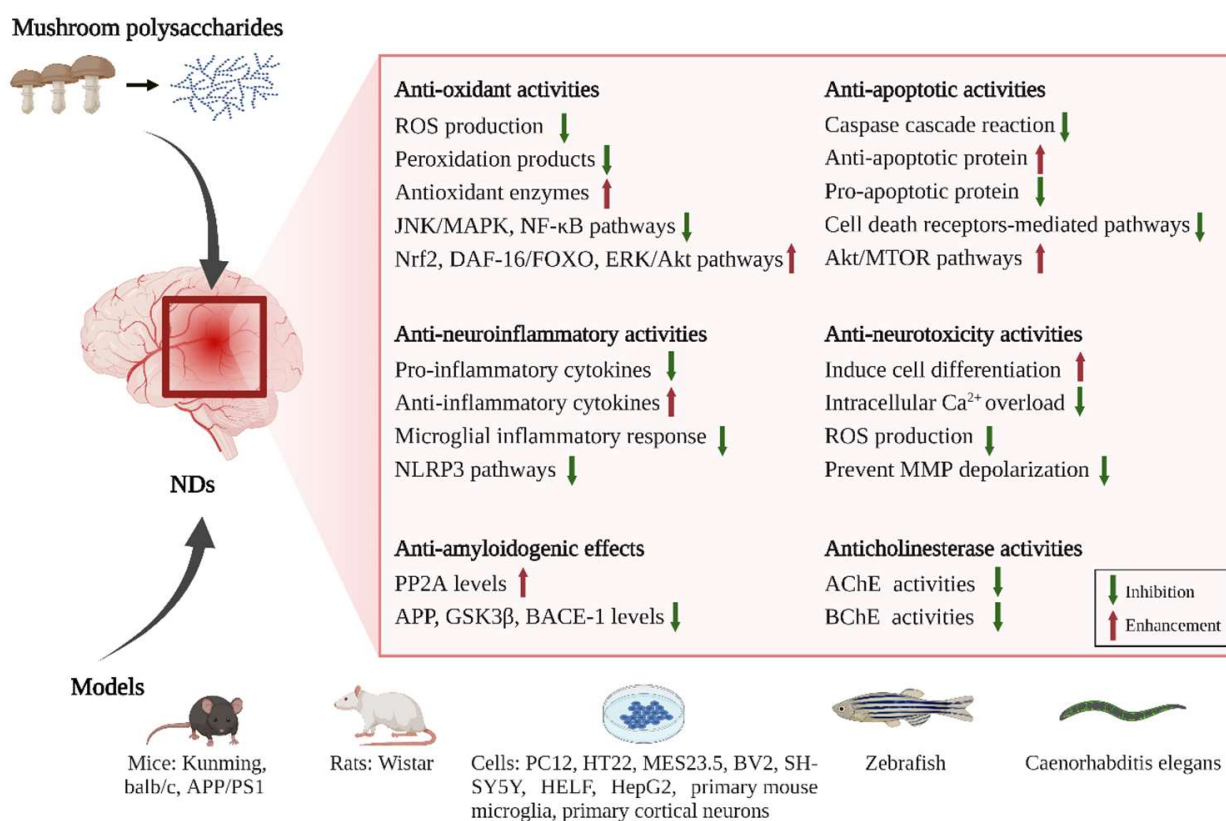 Mushroom polysaccharides
Anti-oxidant activities
ROS production
Peroxidation products
Antioxidant enzymes
JNK/MAPK, NF-κB pathways
Nrf2, DAF-16/FOXO, ERK/Akt pathways
Anti-apoptotic activities
Caspase cascade reaction
Anti-apoptotic protein
Pro-apoptotic protein
Cell death receptors-mediated pathways
Akt/MTOR pathways
Anti-neuroinflammatory activities
Pro-inflammatory cytokines
Anti-inflammatory cytokines
Microglial inflammatory response
NLRP3 pathways
Anti-neurotoxicity activities
Induce cell differentiation
Intracellular Ca²⁺ overload
ROS production
Prevent MMP depolarization
Anti-amyloidogenic effects
PP2A levels
APP, GSK3β, BACE-1 levels
Anticholinesterase activities
AChE activities
BChE activities
Inhibition
Enhancement
NDs
Models
Mice: Kunming,
balb/c, APP/PS1
Rats: Wistar
Cells: PC12, HT22, MES23.5, BV2, SH-
SY5Y, HELF, HepG2, primary mouse
microglia, primary cortical neurons
Zebrafish
Caenorhabditis elegans